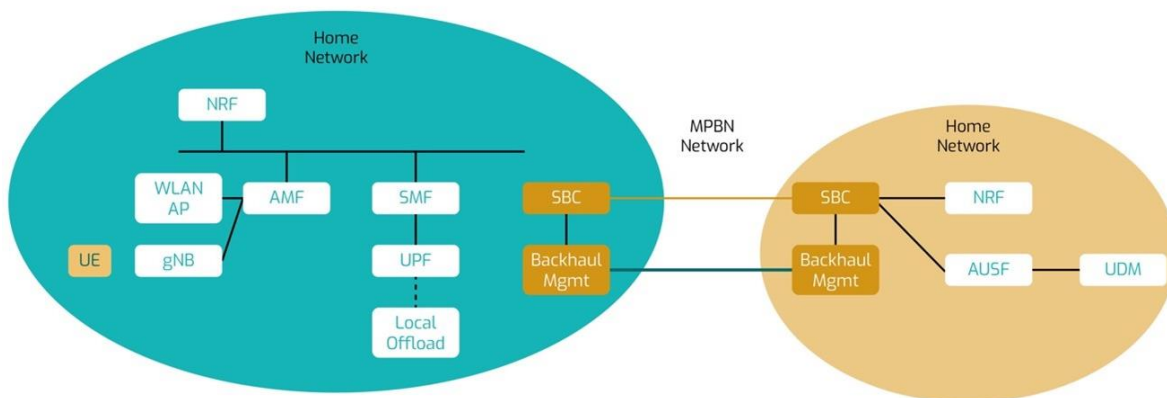 Home
Network
NRF
WLAN
AP
AMF
SMF
SBC
UE
gNB
UPF
Backhaul
Mgmt
Local
Offload
MPBN
Network
Home
Network
SBC
NRF
Backhaul
Mgmt
AUSF
UDM